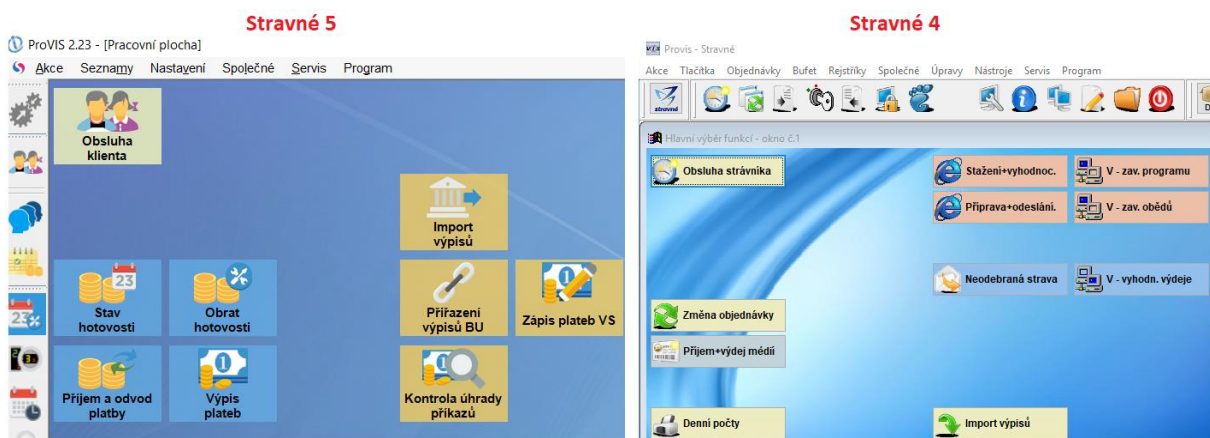 Stravné 5
ProVIS 2.23 - [Pracovní plocha]
Akce Seznamy Nastavení Společné Servis Program
Obsluha
klienta
Import
výpisů
23
Stav
hotovosti
Obrat
hotovosti
Přiřazení
výpisů BU
Zápis plateb VS
Příjem a odvod
platby
Výpis
plateb
Kontrola úhrady
příkazů
Stravné 4
Provis - Stravné
Akce Tlačítka Objednávky Bufet Rejstříky Společné Úpravy Nástroje Servis Program
stravné
Hlavní výběr funkcí - okno č.1
Obsluha strávníka
Stažení+vyhodnoc.
V - zav. programu
Příprava+odeslání.
V - zav. obědů
Neodebraná strava
V - vyhodn. výdeje
Změna objednávky
Příjem+výdej médií
Denní počty
Import výpisů